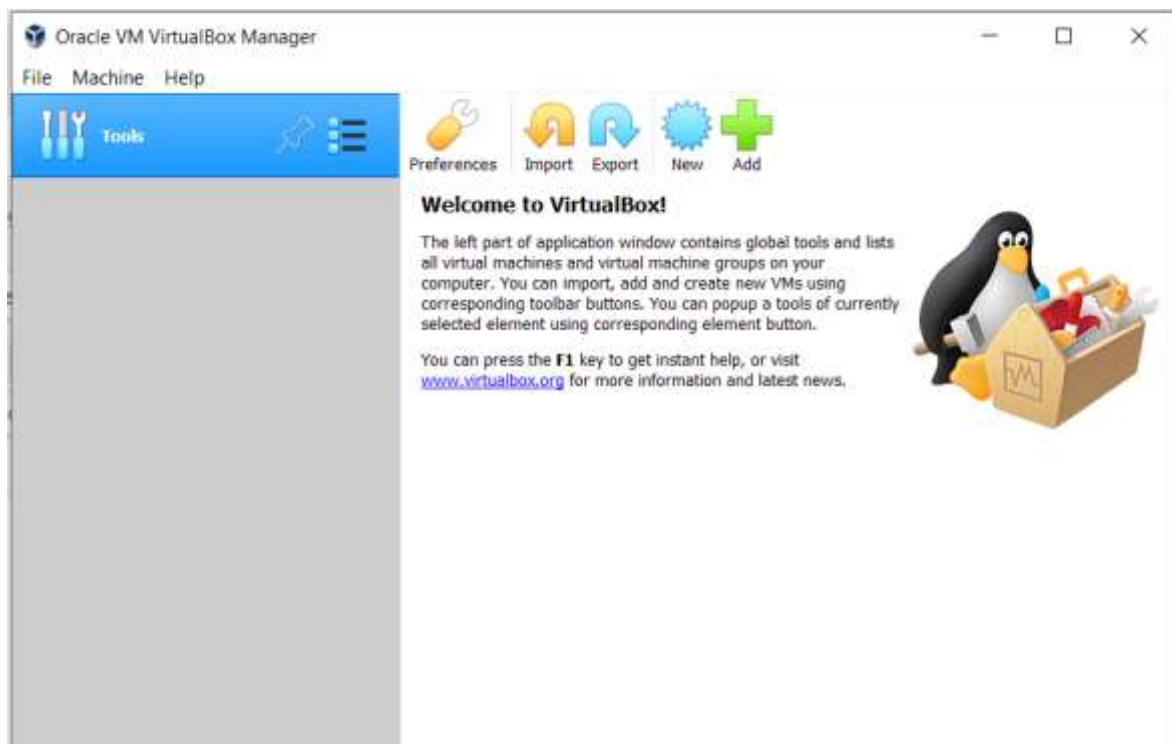 Oracle VM VirtualBox Manager
File Machine Help
Tools
Preferences Import Export New Add
Welcome to VirtualBox!
The left part of application window contains global tools and lists
all virtual machines and virtual machine groups on your
computer. You can import, add and create new VMs using
corresponding toolbar buttons. You can popup a tools of currently
selected element using corresponding element button.
You can press the F1 key to get instant help, or visit
www.virtualbox.org for more information and latest news.